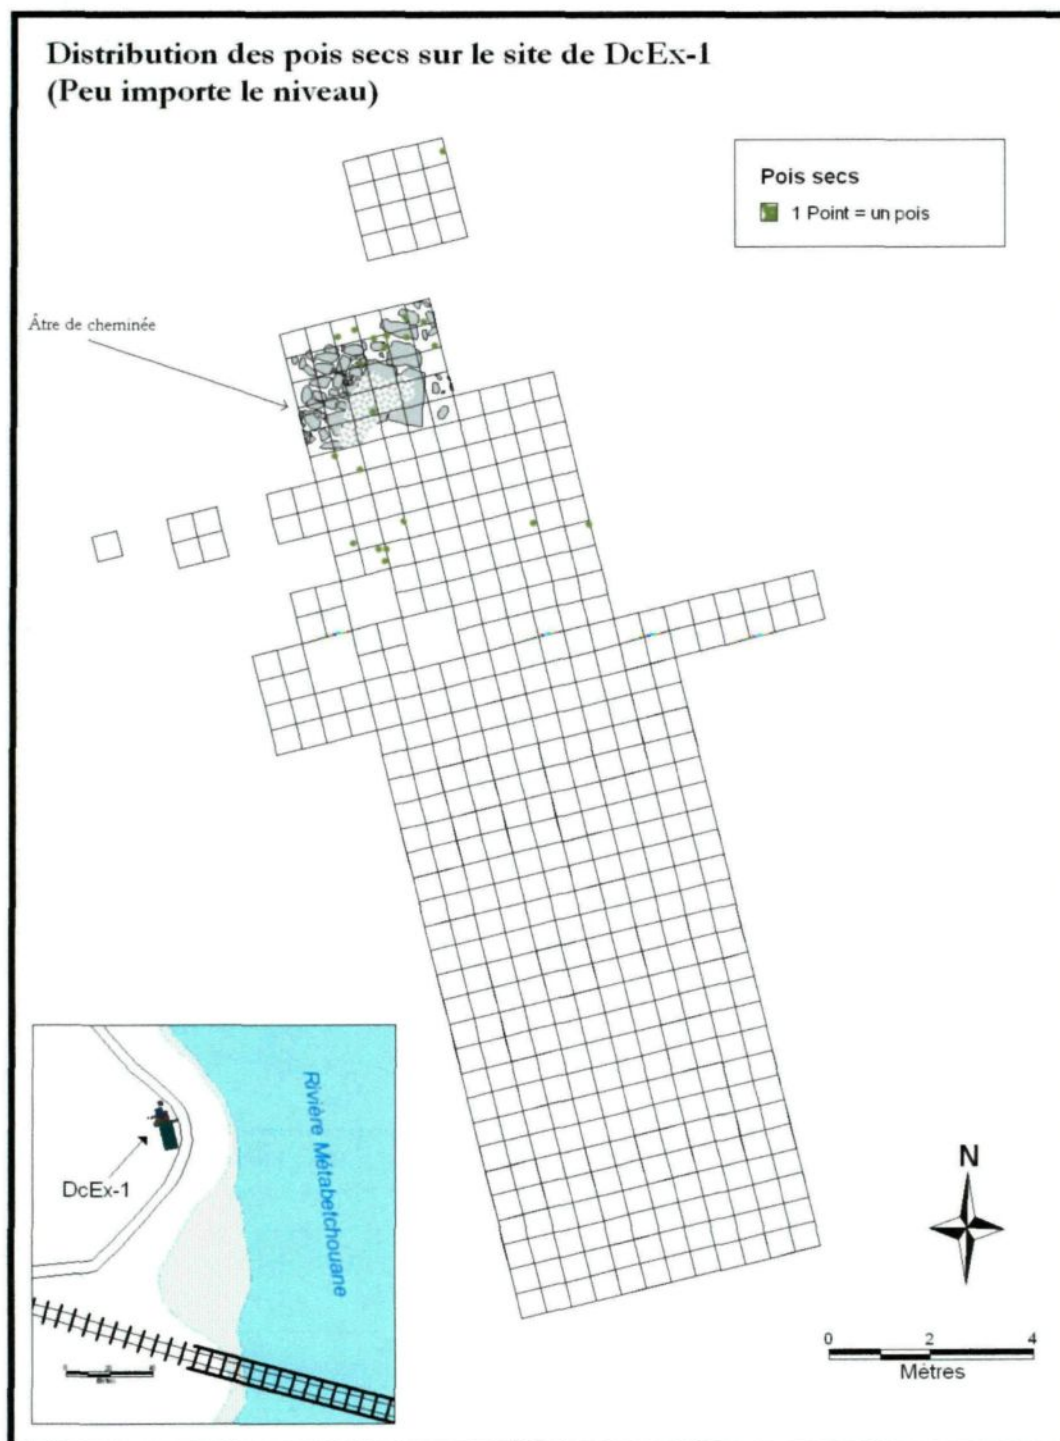 Distribution des pois secs sur le site de DcEx-1
(Peu importe le niveau)
Pois secs
1 Point = un pois
Âtre de cheminée
Rivière Métabetchouane
DcEx-1
N
0 2 4
Mètres